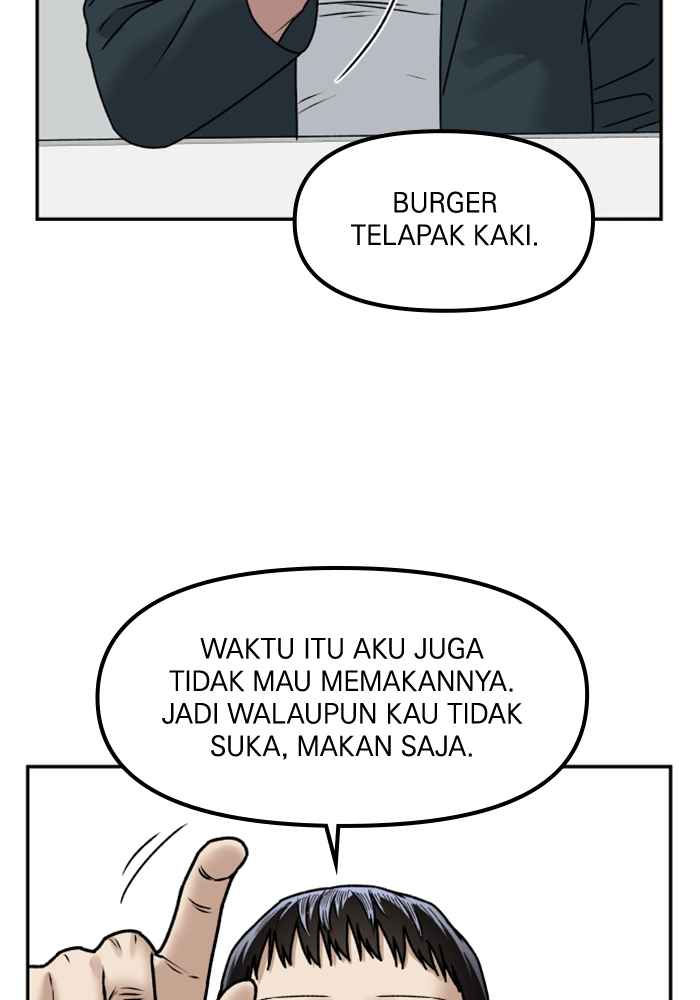 BURGER
TELAPAK KAKI.
WAKTU ITU AKU JUGA
TIDAK MAU MEMAKANNYA.
JADI WALAUPUN KAU TIDAK
SUKA, MAKAN SAJA.